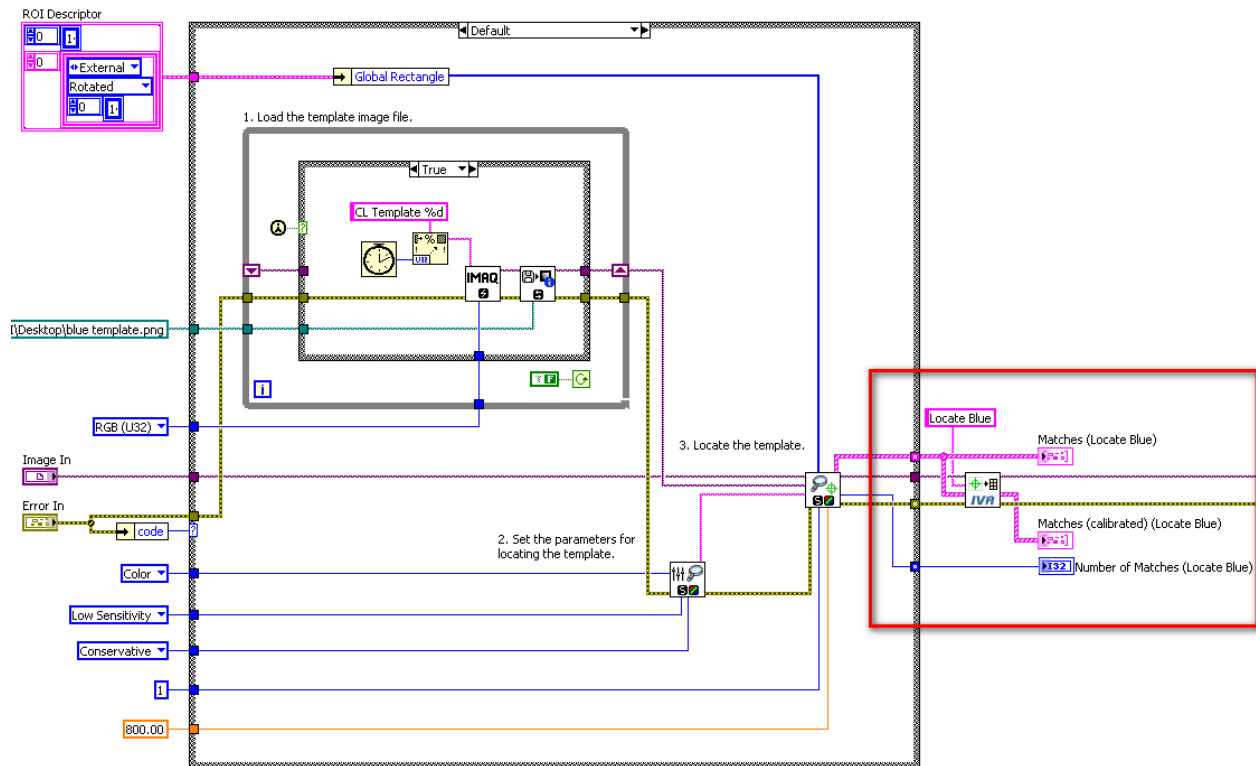 ROI Descriptor
0
1
0
External
Rotated
0
1
Default
Global Rectangle
1. Load the template image file.
True
CL Template %d
U32
IMAQ
I\Desktop\blue template.png
F
i
RGB (U32)
Image In
Error In
code
3. Locate the template.
S
2. Set the parameters for
locating the template.
S
Color
Low Sensitivity
Conservative
1
800.00
Locate Blue
IVA
Matches (Locate Blue)
Matches (calibrated) (Locate Blue)
I32
Number of Matches (Locate Blue)